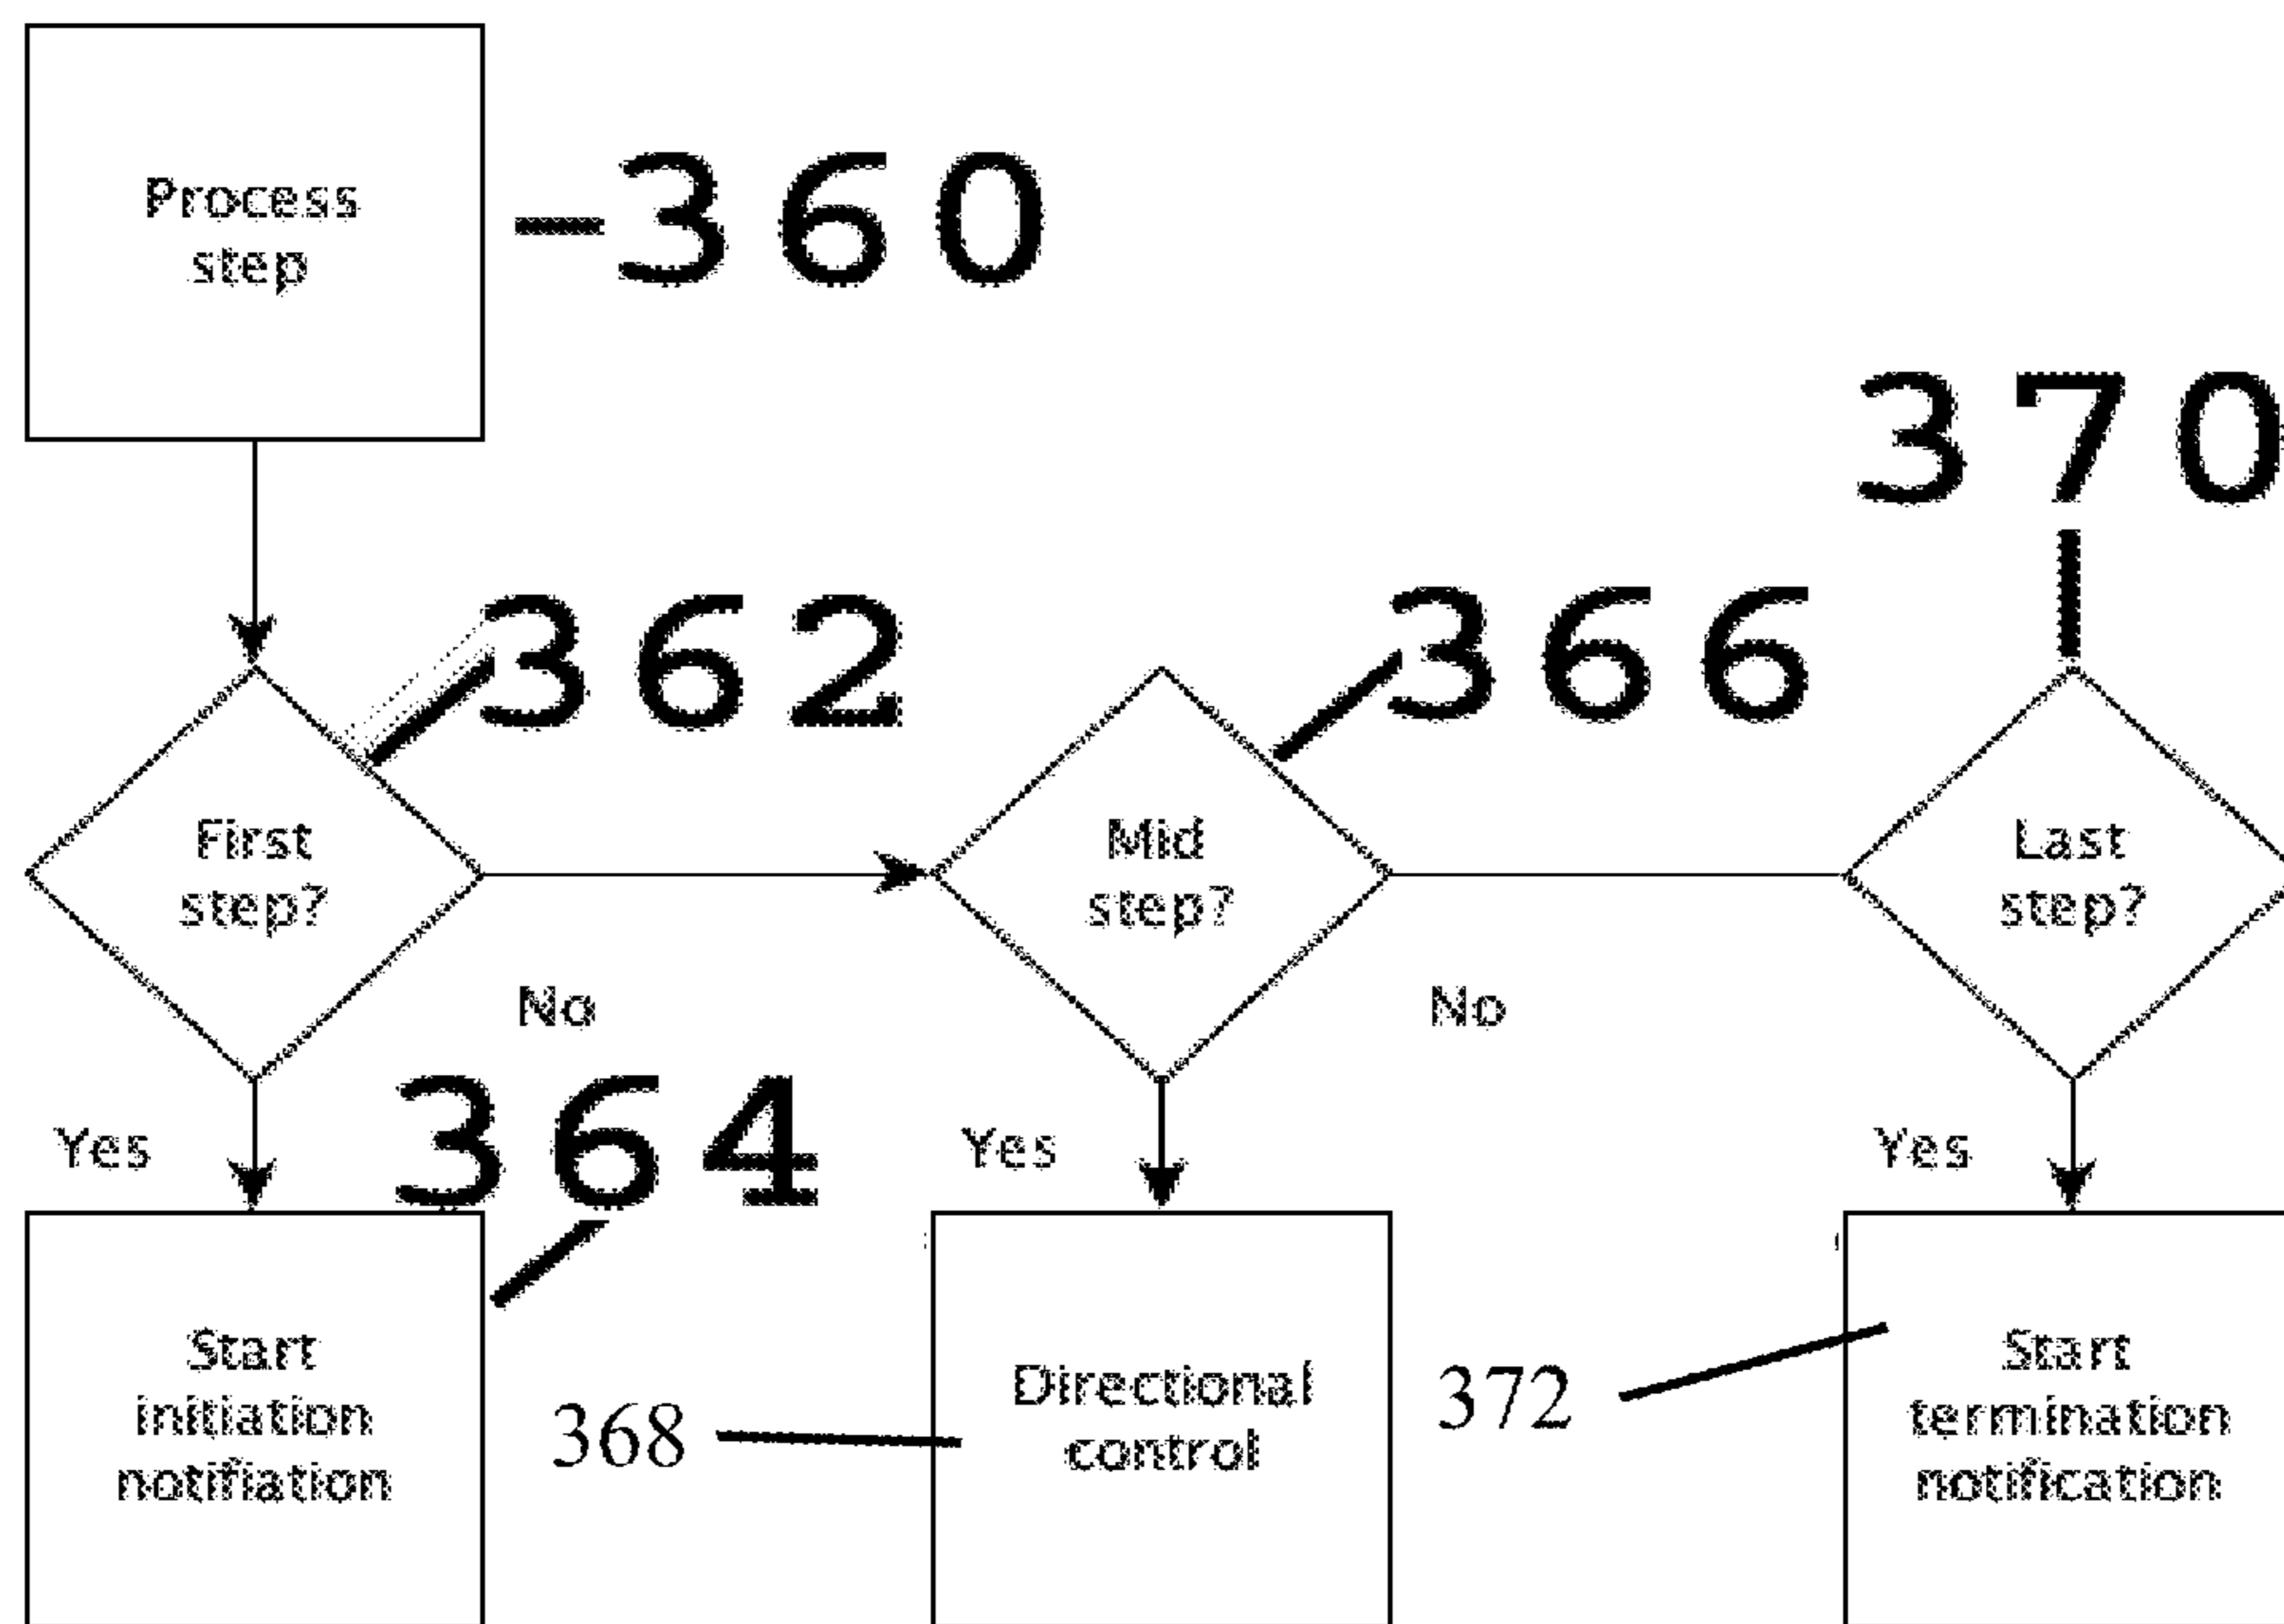 Process
step
-360
370
362
366
First
step?
Mid
step?
Last
step?
No
No
364
Yes
Yes
Yes
Start
initiation
notifiation
368
Directional
control
372
Start
termination
notification